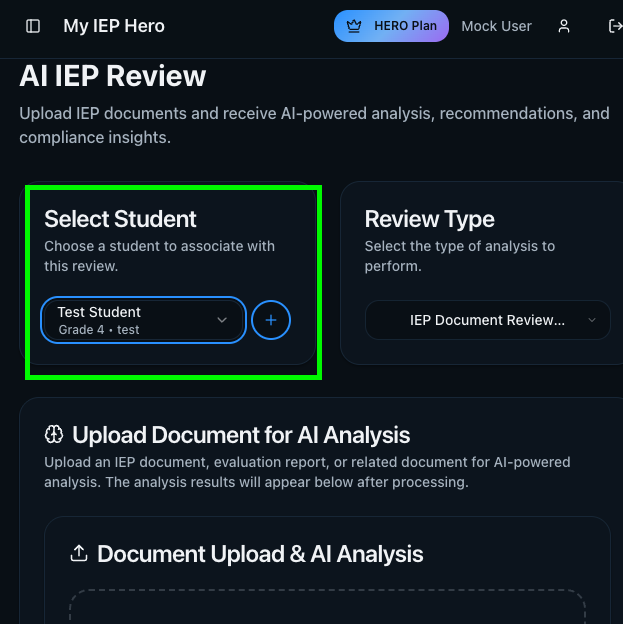 My IEP Hero
HERO Plan
Mock User
AI IEP Review
Upload IEP documents and receive AI-powered analysis, recommendations, and
compliance insights.
Select Student
Choose a student to associate with
this review.
Test Student
Grade 4 • test
Review Type
Select the type of analysis to
perform.
IEP Document Review...
Upload Document for AI Analysis
Upload an IEP document, evaluation report, or related document for AI-powered
analysis. The analysis results will appear below after processing.
Document Upload & AI Analysis